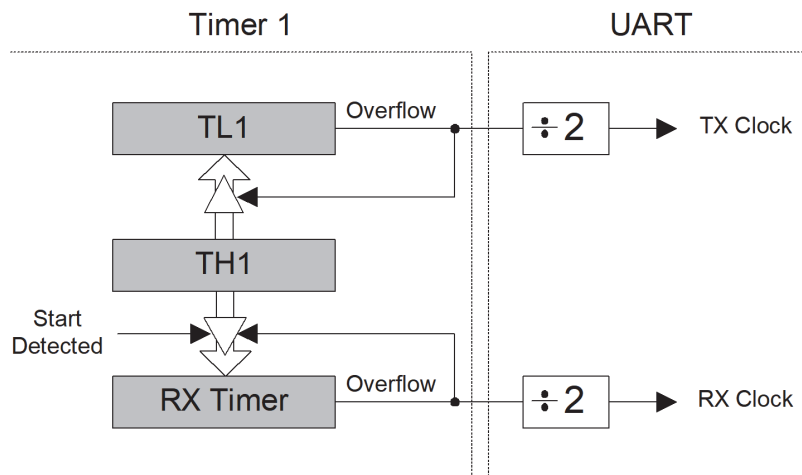 Timer 1
UART
TL1
Overflow
÷2
TX Clock
TH1
Start
Detected
RX Timer
Overflow
÷2
RX Clock